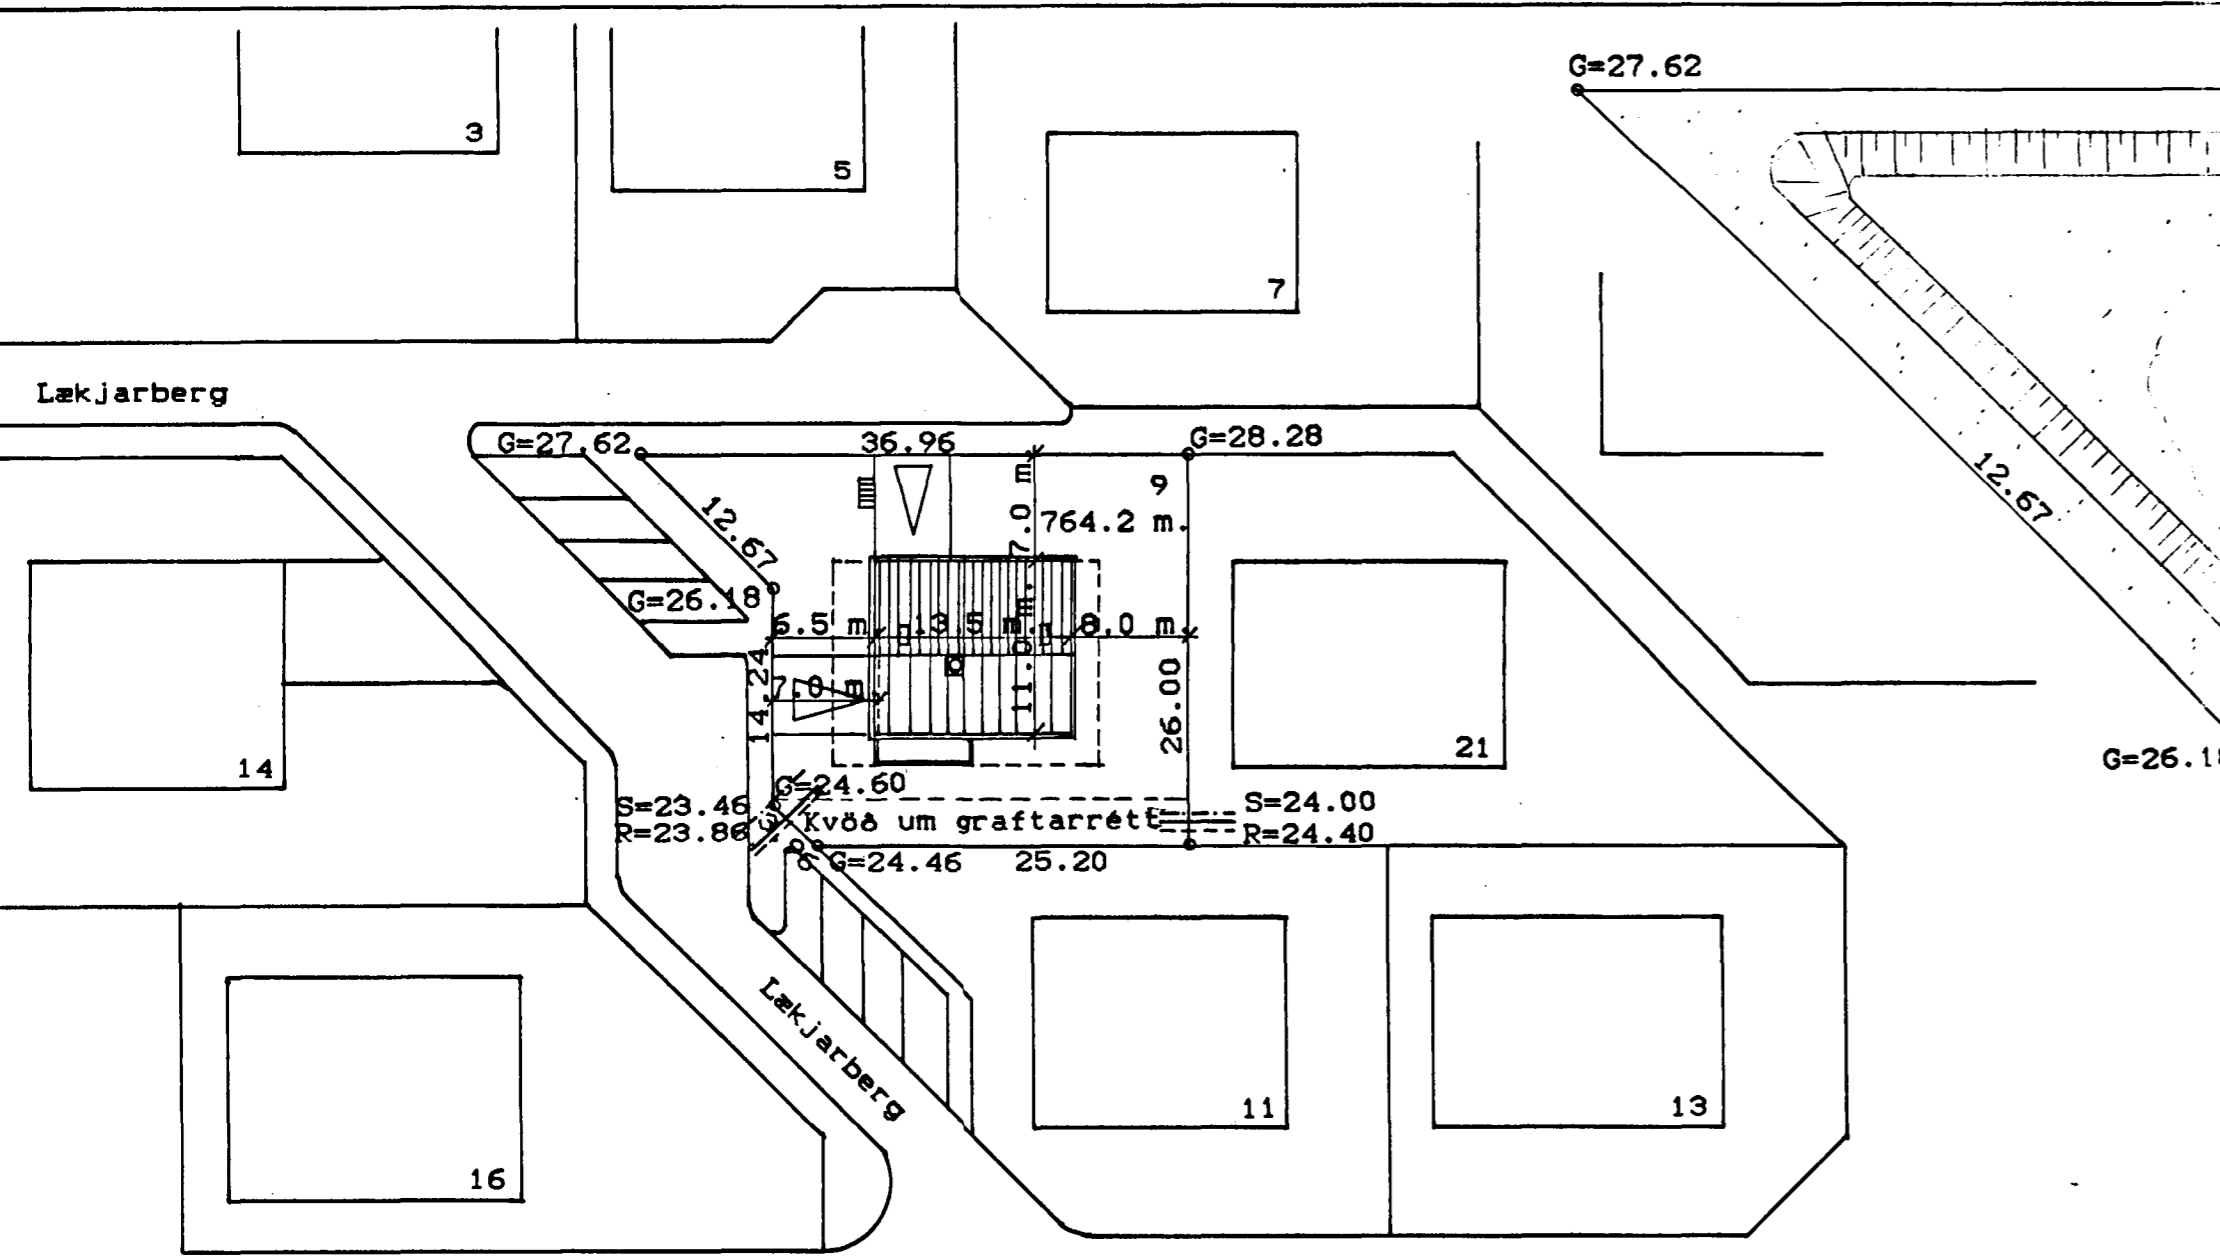 G=27.62
3
5
7
Lækjarberg
G=27.62
36.96
G=28.28
9
7.0 m
764.2 m.
12.67
12.67
G=26.18
6.5 m
13 5 m
8.0 m
11.0 m.
14.24
7.0 m
26.00
21
14
G=26.18
G=24.60
S=23.46
R=23.86
Kvöð um graftarrétt
S=24.00
R=24.40
G=24.46
25.20
Lækjarberg
11
13
16